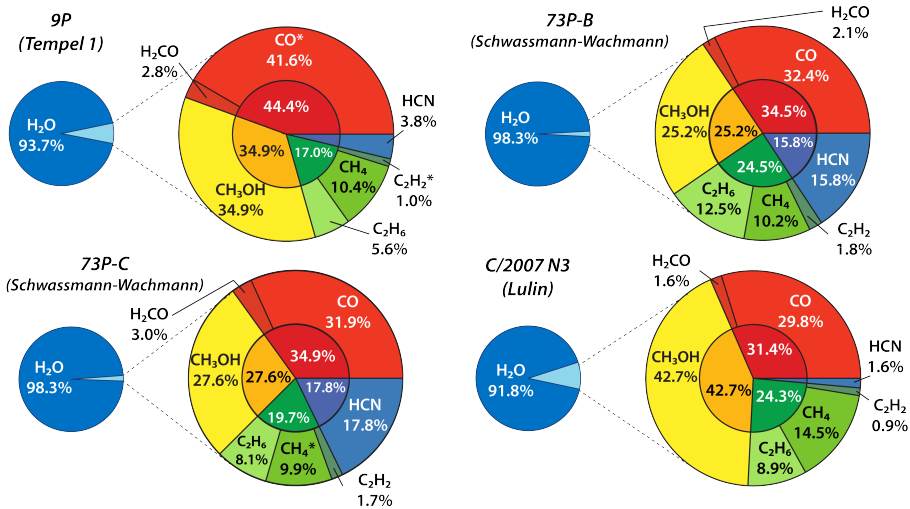 9P
(Tempel 1)
H₂O
93.7%
H₂CO
2.8%
CO*
41.6%
44.4%
34.9%
17.0%
CH₃OH
34.9%
HCN
3.8%
CH₄
10.4%
C₂H₂*
1.0%
C₂H₆
5.6%
73P-B
(Schwassmann-Wachmann)
H₂O
98.3%
H₂CO
2.1%
CO
32.4%
34.5%
CH₃OH
25.2%
25.2%
15.8%
24.5%
HCN
15.8%
C₂H₆
12.5%
CH₄
10.2%
C₂H₂
1.8%
73P-C
(Schwassmann-Wachmann)
H₂O
98.3%
H₂CO
3.0%
CO
31.9%
34.9%
CH₃OH
27.6%
27.6%
17.8%
19.7%
HCN
17.8%
C₂H₆
8.1%
CH₄*
9.9%
C₂H₂
1.7%
C/2007 N3
(Lulin)
H₂O
91.8%
H₂CO
1.6%
CO
29.8%
31.4%
CH₃OH
42.7%
42.7%
24.3%
HCN
1.6%
C₂H₂
0.9%
CH₄
14.5%
C₂H₆
8.9%